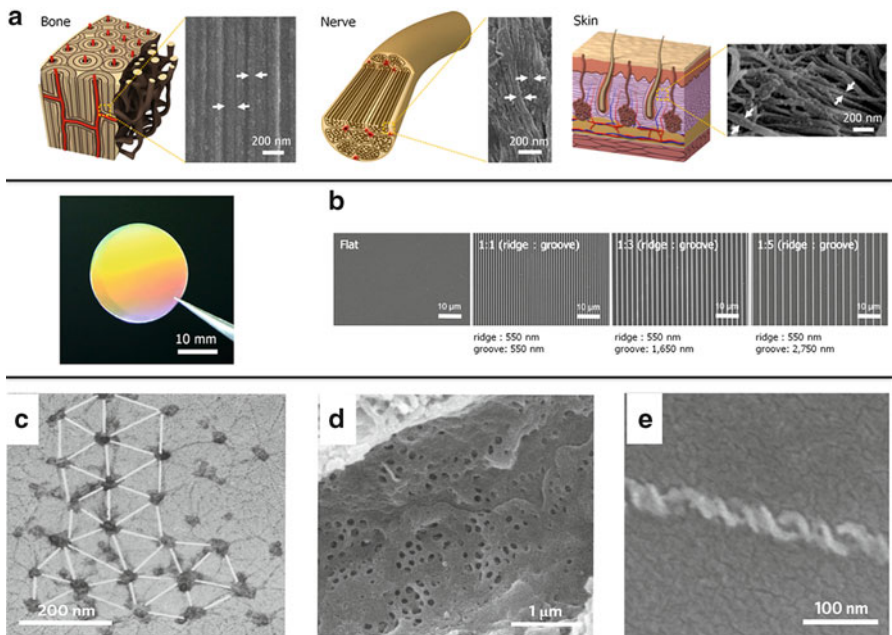 a
Bone
Nerve
Skin
200 nm
200 nm
200 nm
10 mm
b
Flat
10 µm
1:1 (ridge : groove)
10 µm
1:3 (ridge : groove)
10 µm
1:5 (ridge : groove)
10 µm
ridge : 550 nm
groove: 550 nm
ridge : 550 nm
groove: 1,650 nm
ridge : 550 nm
groove: 2,750 nm
c
200 nm
d
1 µm
e
100 nm